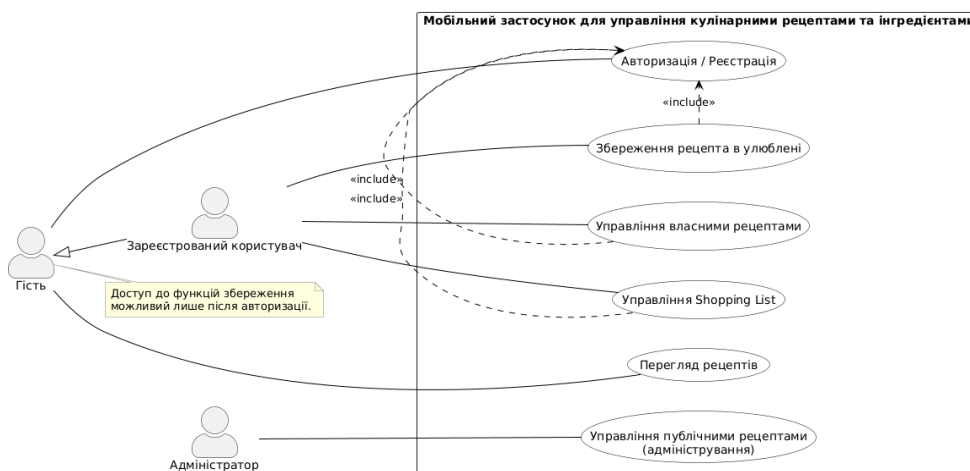 Мобільний застосунок для управління кулінарними рецептами та інгредієнтами
Авторизація / Реєстрація
«include»
Збереження рецепта в улюблені
«include»
«include»
Управління власними рецептами
Зареєстрований користувач
Гість
Доступ до функцій збереження
можливий лише після авторизації.
Управління Shopping List
Перегляд рецептів
Управління публічними рецептами
(адміністрування)
Адміністратор